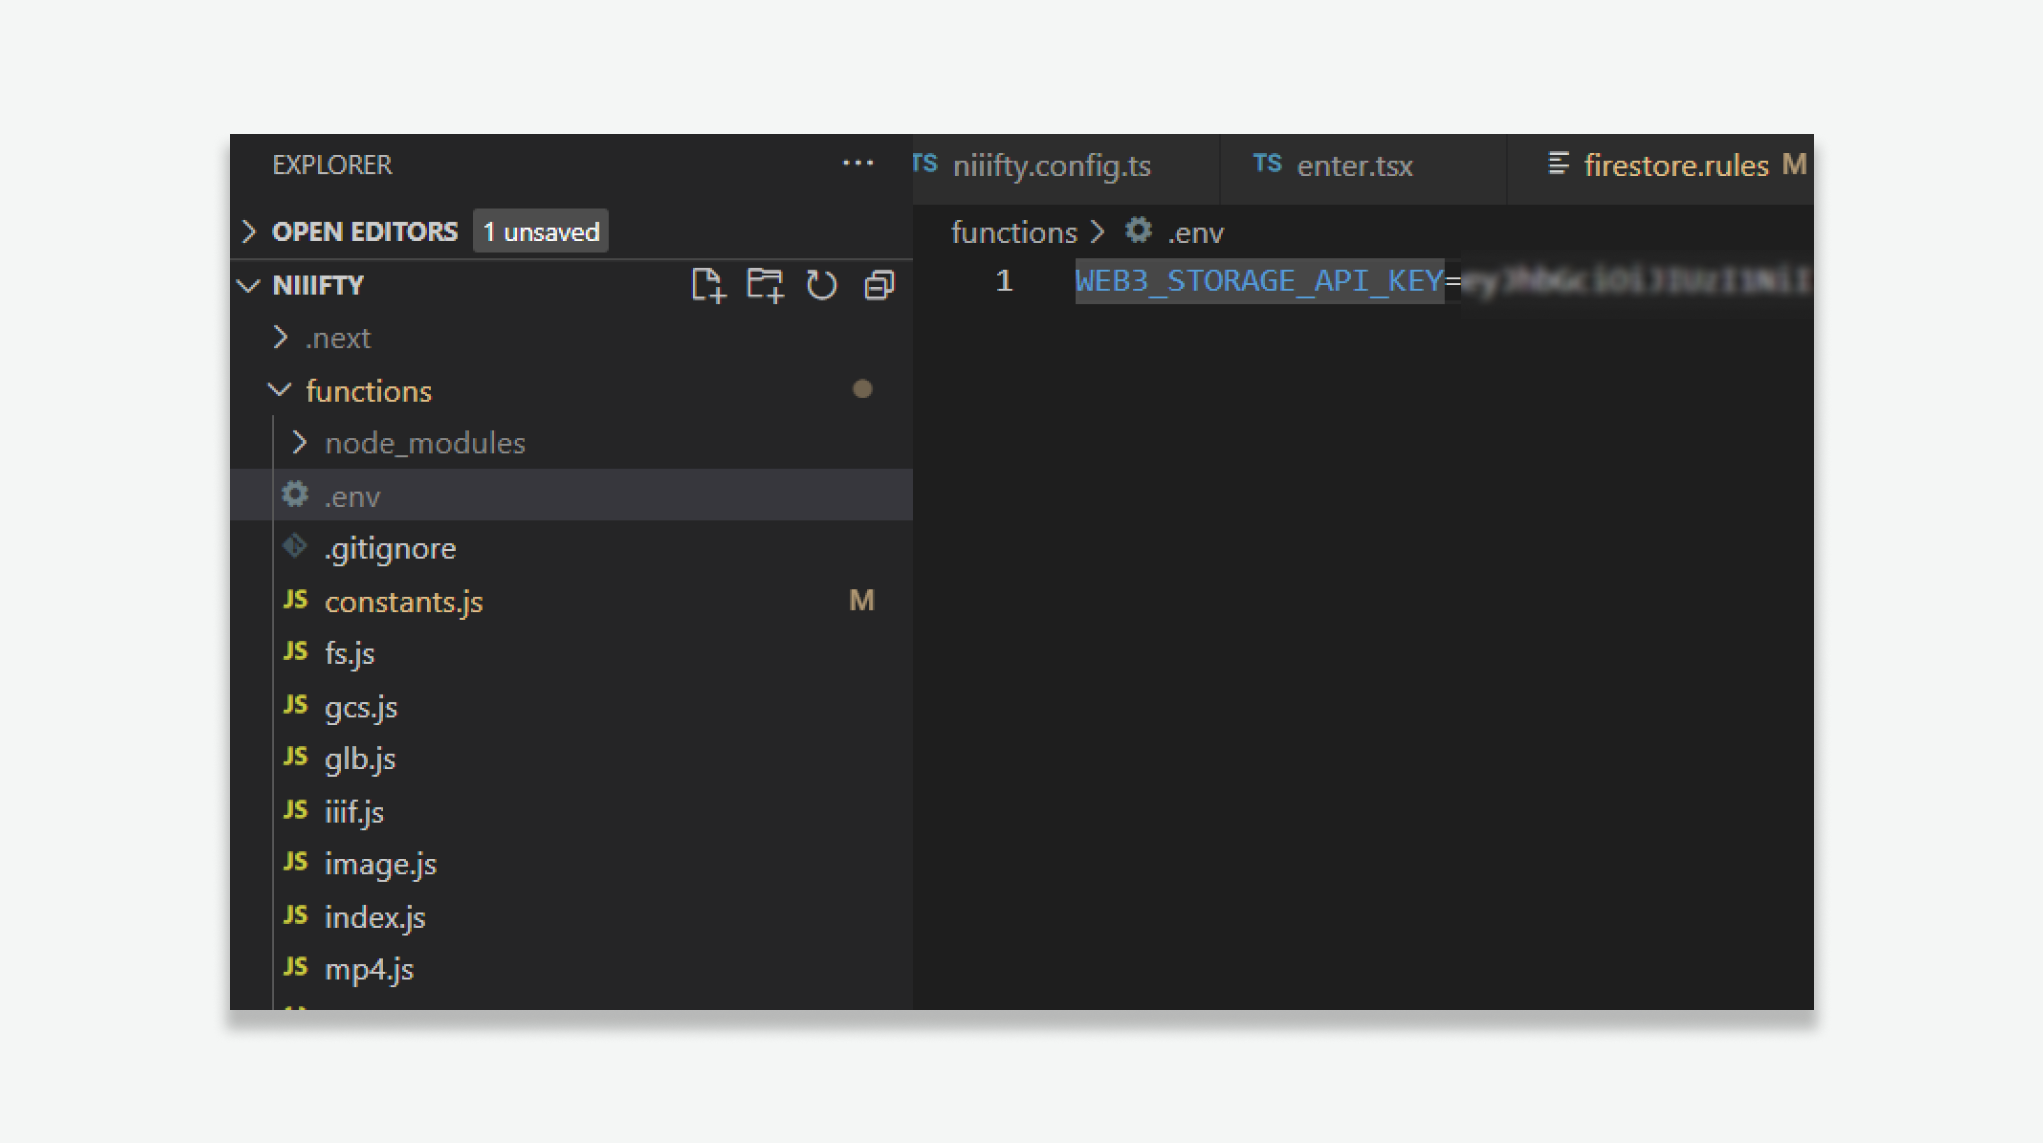 EXPLORER
OPEN EDITORS 1 unsaved
NIIIFTY
.next
functions
node_modules
.env
.gitignore
JS constants.js M
JS fs.js
JS gcs.js
JS glb.js
JS iiif.js
JS image.js
JS index.js
JS mp4.js
TS niiifty.config.ts
TS enter.tsx
firestore.rules M
functions > .env
1 WEB3_STORAGE_API_KEY=